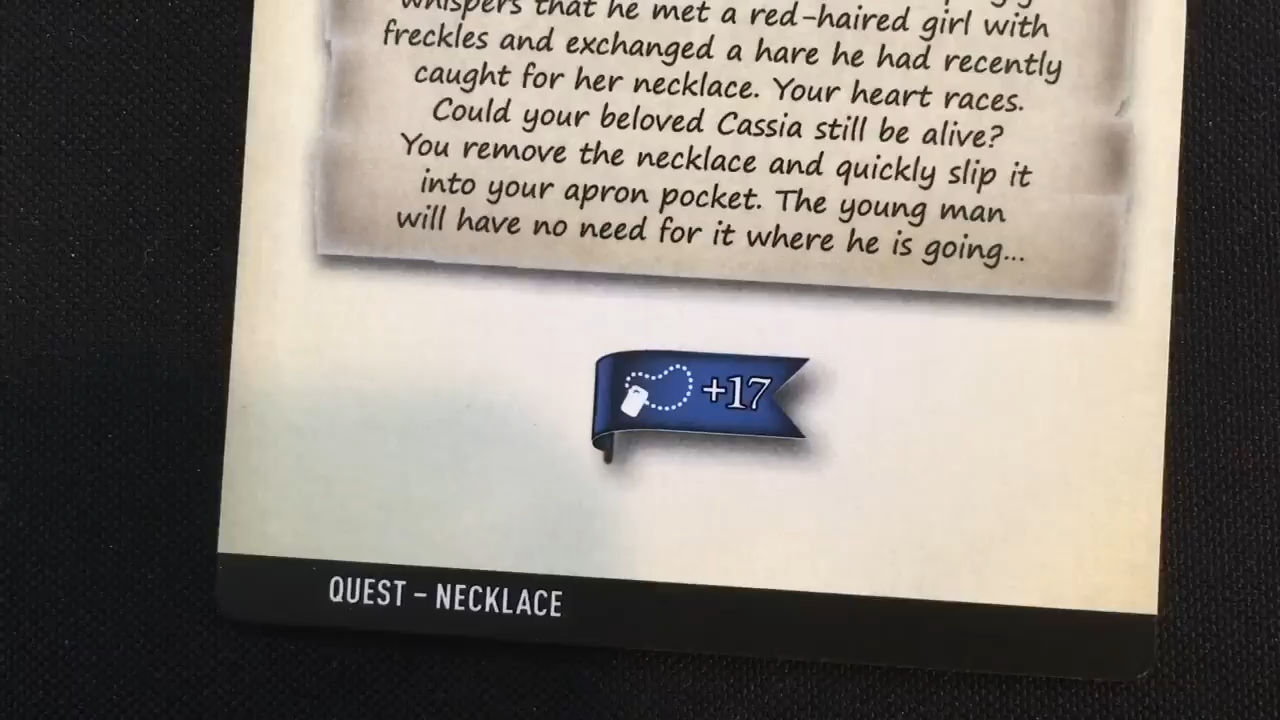 whispers that he met a red-haired girl with
freckles and exchanged a hare he had recently
caught for her necklace. Your heart races.
Could your beloved Cassia still be alive?
You remove the necklace and quickly slip it
into your apron pocket. The young man
will have no need for it where he is going...
+17
QUEST – NECKLACE